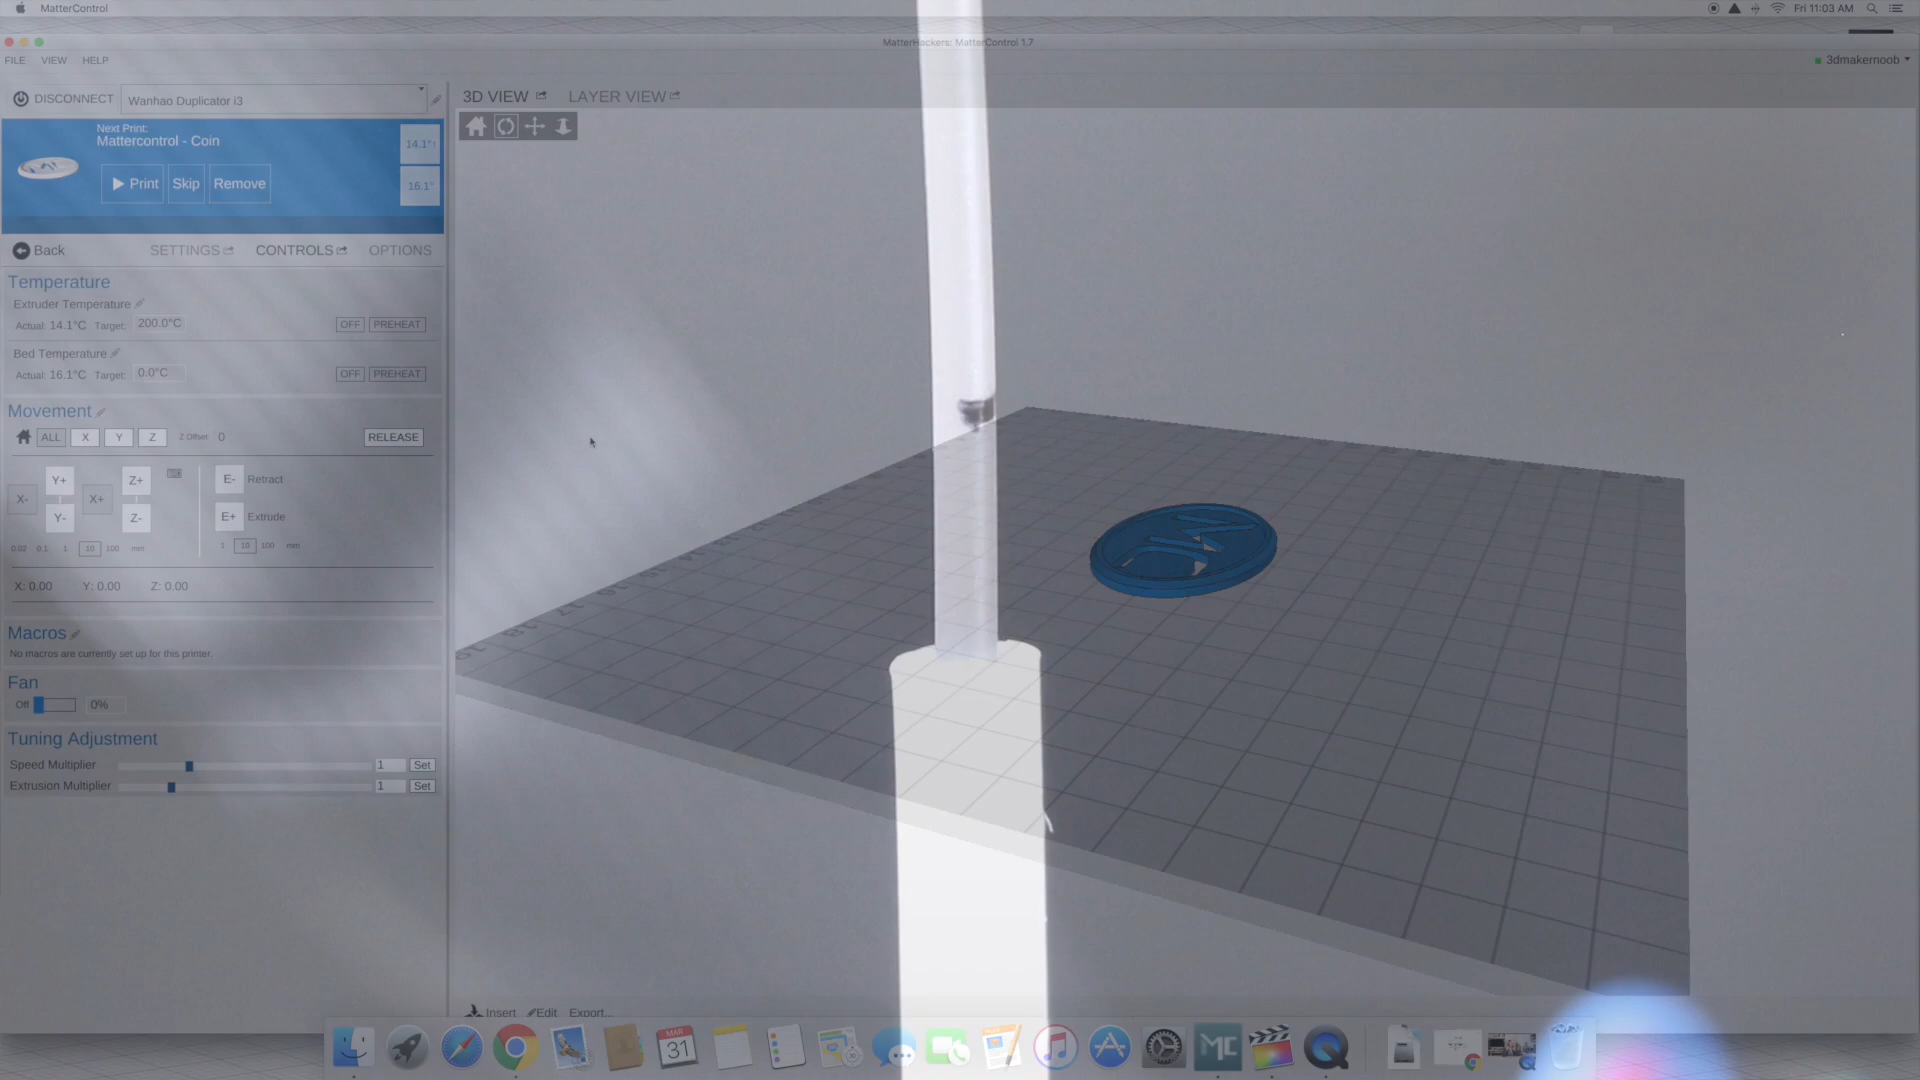 MatterControl
Fri 11:03 AM
MatterHackers: MatterControl 1.7
FILE VIEW HELP
3dmakernoob
DISCONNECT
Wanhao Duplicator i3
3D VIEW
LAYER VIEW
Next Print:
Mattercontrol - Coin
14.1°↑
Print Skip Remove
16.1°
Back SETTINGS CONTROLS OPTIONS
Temperature
Extruder Temperature
Actual: 14.1°C Target: 200.0°C OFF PREHEAT
Bed Temperature
Actual: 16.1°C Target: 0.0°C OFF PREHEAT
Movement
ALL X Y Z Z Offset 0 RELEASE
Y+ Z+ E- Retract
X- X+
Y- Z- E+ Extrude
0.02 0.1 1 10 100 mm 1 10 100 mm
X: 0.00 Y: 0.00 Z: 0.00
Macros
No macros are currently set up for this printer.
Fan
Off 0%
Tuning Adjustment
Speed Multiplier 1 Set
Extrusion Multiplier 1 Set
Insert Edit Export...
MAR
31
MC